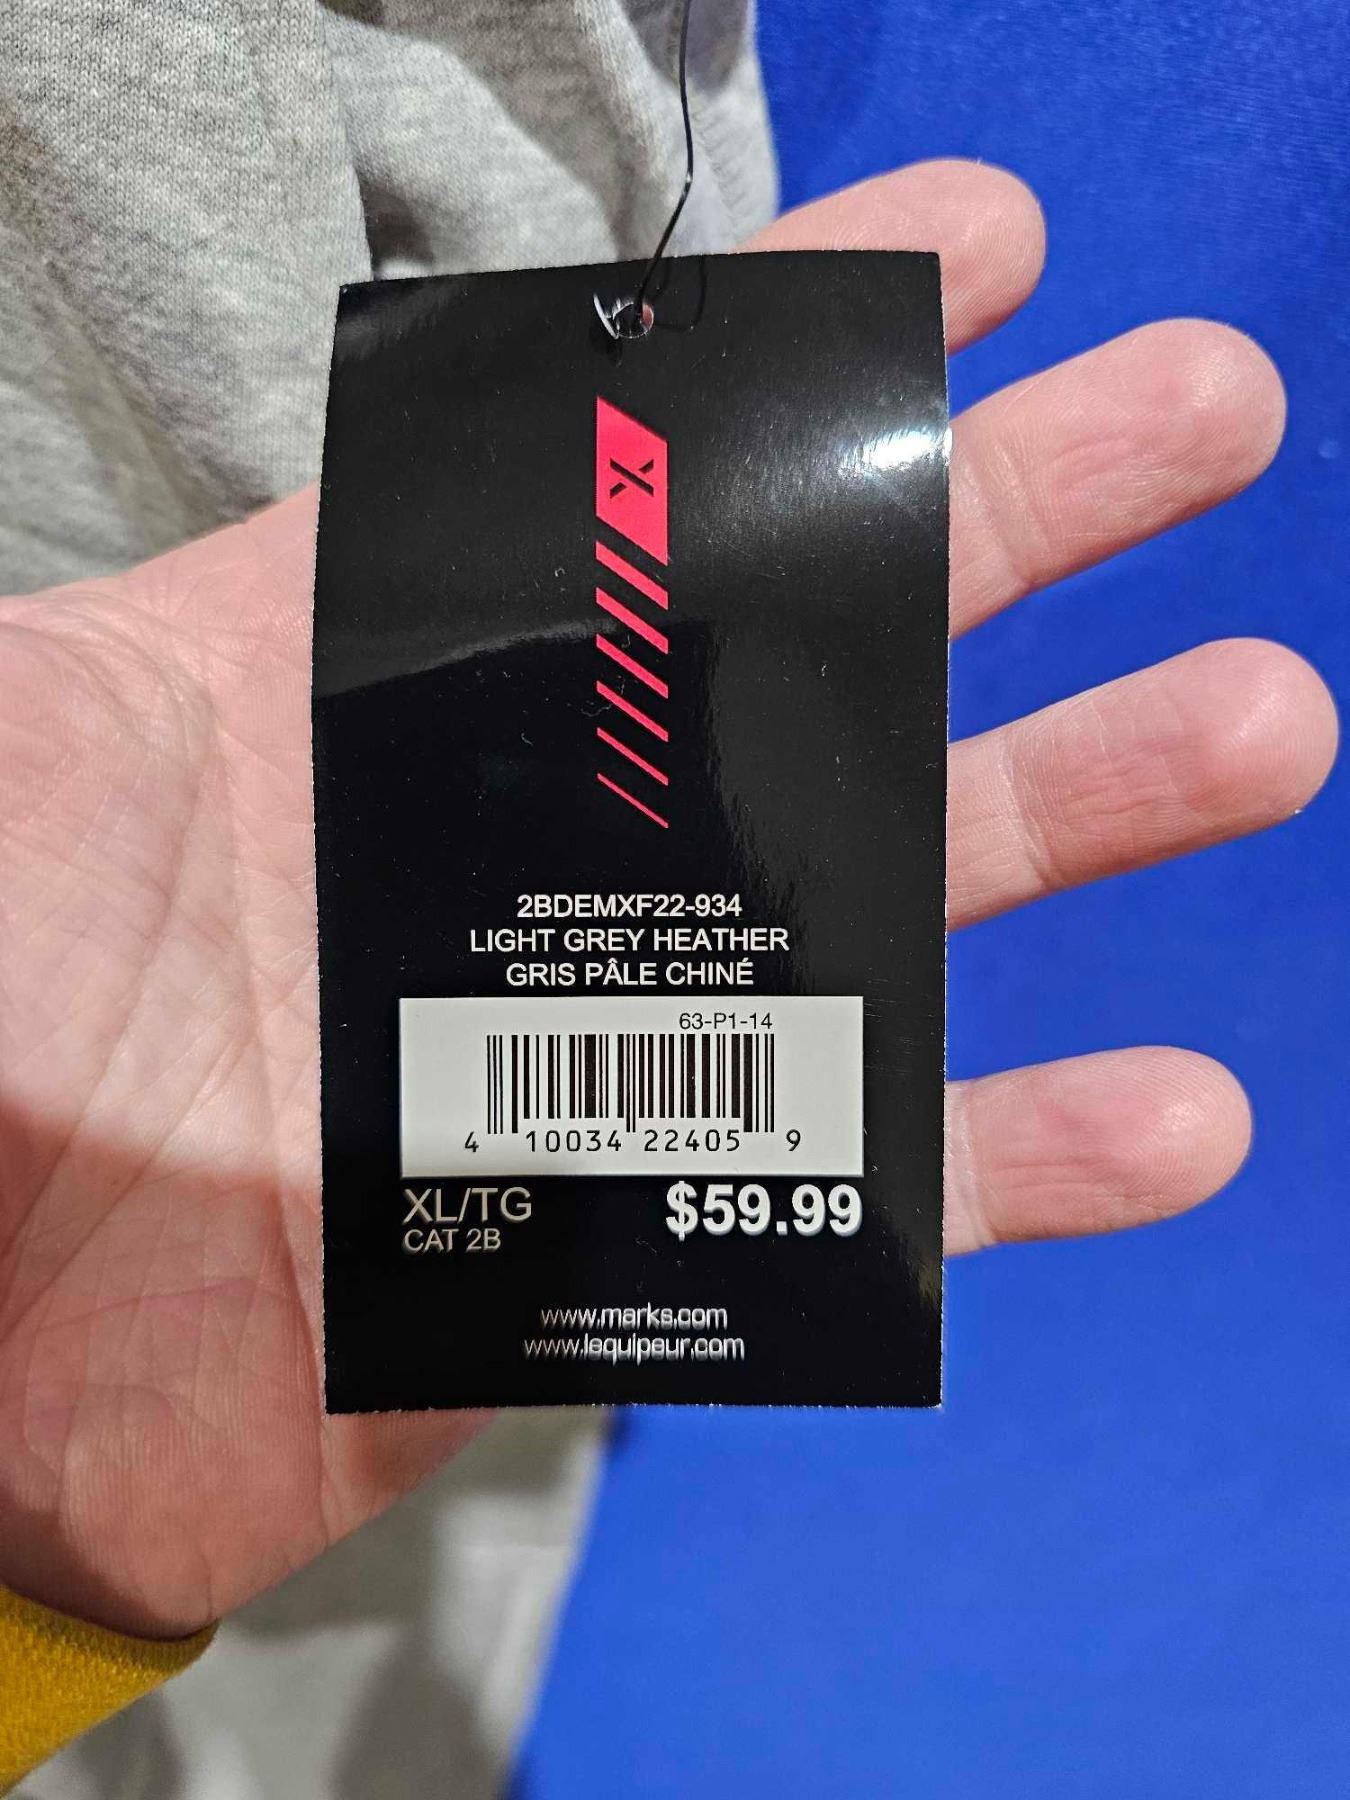 2BDEMXF22-934
LIGHT GREY HEATHER
GRIS PÂLE CHINÉ
63-P1-14
4 10034 22405 9
XL/TG $59.99
CAT 2B
www.marks.com
www.lequipeur.com